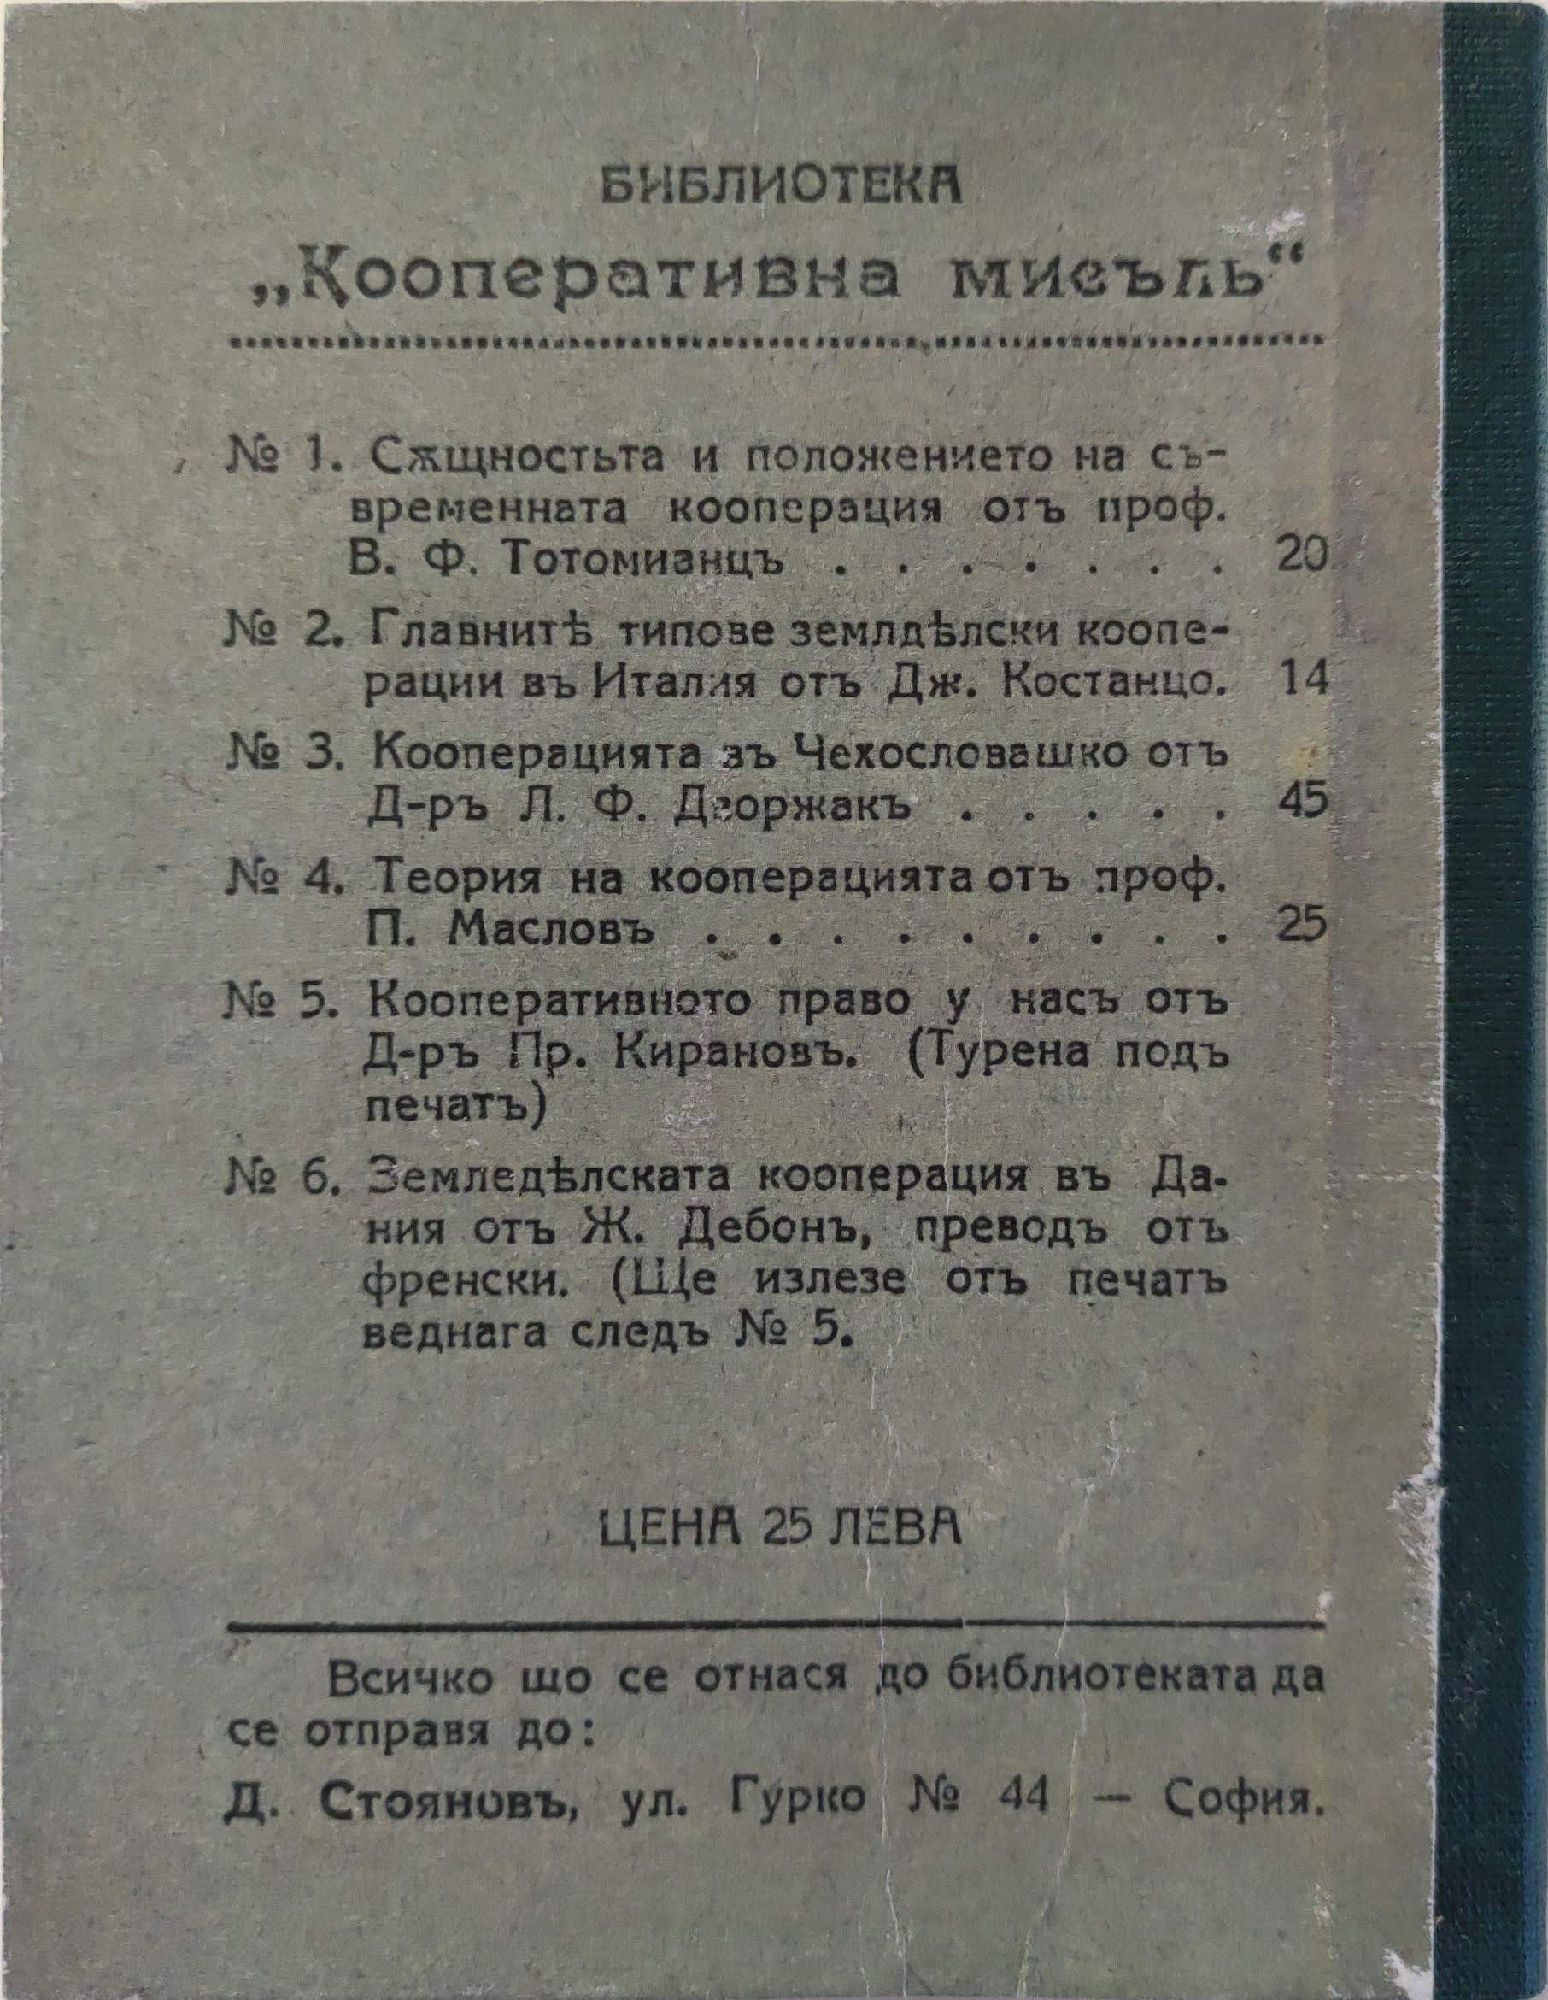 БИБЛИОТЕКА
„Кооперативна мисъль“
№ 1. Сѫщностьта и положението на съ-
временната кооперация отъ проф.
В. Ф. Тотомианцъ . . . . . . . 20
№ 2. Главнитѣ типове землдѣлски коопе-
рации въ Италия отъ Дж. Костанцо. 14
№ 3. Кооперацията въ Чехословашко отъ
Д-ръ Л. Ф. Дворжакъ . . . . . 45
№ 4. Теория на кооперацията отъ проф.
П. Масловъ . . . . . . . . . 25
№ 5. Кооперативното право у насъ отъ
Д-ръ Пр. Кирановъ. (Турена подъ
печатъ)
№ 6. Земледѣлската кооперация въ Да-
ния отъ Ж. Дебонъ, преводъ отъ
френски. (Ще излезе отъ печатъ
веднага следъ № 5.
ЦЕНА 25 ЛЕВА
Всичко що се отнася до библиотеката да
се отправя до:
Д. Стояновъ, ул. Гурко № 44 — София.